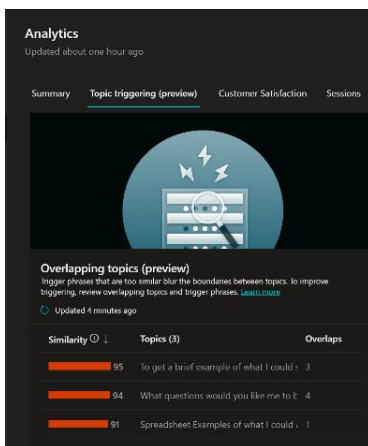 Analytics
Updated about one hour ago
Summary Topic triggering (preview) Customer Satisfaction Sessions
Overlapping topics (preview)
Trigger phrases that are too similar blur the boundaries between topics. To improve
triggering, review overlapping topics and trigger phrases. Learn more
Updated 4 minutes ago
Similarity ↓ Topics (3) Overlaps
95 To get a brief example of what I could 3
94 What questions would you like me to 4
91 Spreadsheet Examples of what I could 1